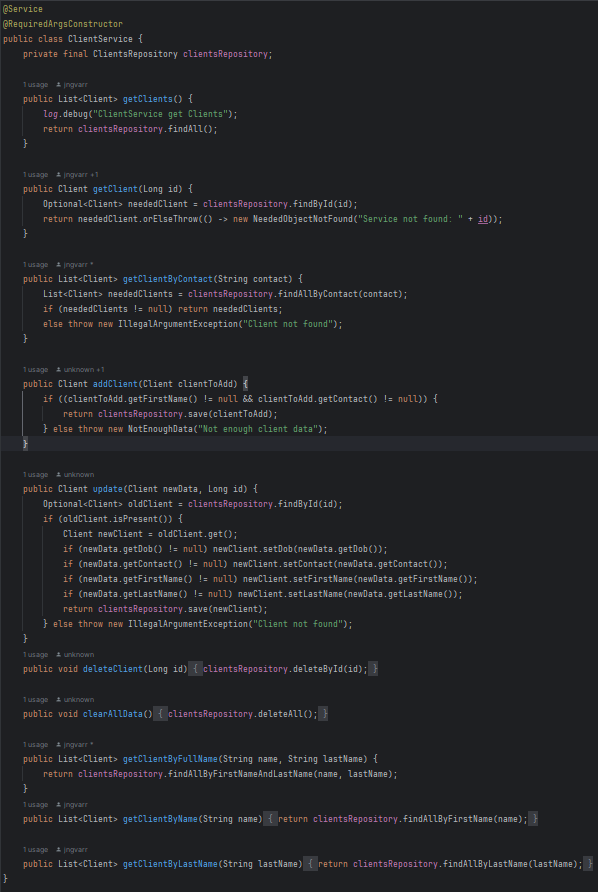 @Service
@RequiredArgsConstructor
public class ClientService {
private final ClientsRepository clientsRepository;
1 usage jngvarr
public List<Client> getClients() {
log.debug("ClientService get Clients");
return clientsRepository.findAll();
}
1 usage jngvarr +1
public Client getClient(Long id) {
Optional<Client> neededClient = clientsRepository.findById(id);
return neededClient.orElseThrow(() -> new NeededObjectNotFound("Service not found: " + id));
}
1 usage jngvarr *
public List<Client> getClientByContact(String contact) {
List<Client> neededClients = clientsRepository.findAllByContact(contact);
if (neededClients != null) return neededClients;
else throw new IllegalArgumentException("Client not found");
}
1 usage unknown +1
public Client addClient(Client clientToAdd) {
if ((clientToAdd.getFirstName() != null && clientToAdd.getContact() != null)) {
return clientsRepository.save(clientToAdd);
} else throw new NotEnoughData("Not enough client data");
}
1 usage unknown
public Client update(Client newData, Long id) {
Optional<Client> oldClient = clientsRepository.findById(id);
if (oldClient.isPresent()) {
Client newClient = oldClient.get();
if (newData.getDob() != null) newClient.setDob(newData.getDob());
if (newData.getContact() != null) newClient.setContact(newData.getContact());
if (newData.getFirstName() != null) newClient.setFirstName(newData.getFirstName());
if (newData.getLastName() != null) newClient.setLastName(newData.getLastName());
return clientsRepository.save(newClient);
} else throw new IllegalArgumentException("Client not found");
}
1 usage unknown
public void deleteClient(Long id) { clientsRepository.deleteById(id); }
1 usage unknown
public void clearAllData() { clientsRepository.deleteAll(); }
1 usage jngvarr *
public List<Client> getClientByFullName(String name, String lastName) {
return clientsRepository.findAllByFirstNameAndLastName(name, lastName);
}
1 usage jngvarr
public List<Client> getClientByName(String name) { return clientsRepository.findAllByFirstName(name); }
1 usage jngvarr
public List<Client> getClientByLastName(String lastName) { return clientsRepository.findAllByLastName(lastName); }
}